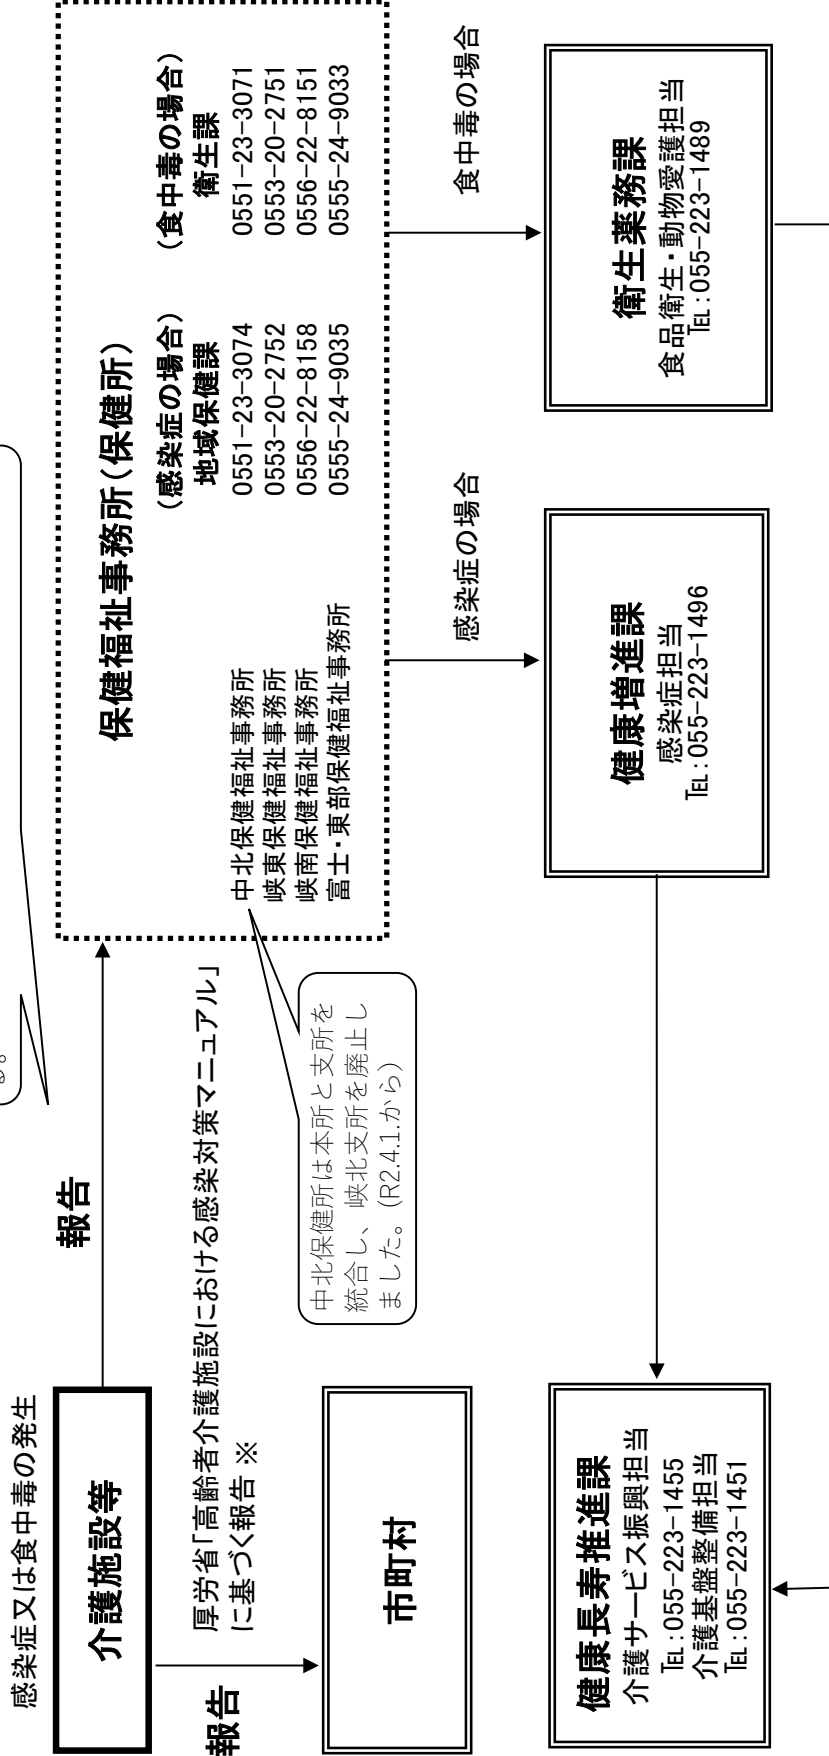 る。
感染症又は食中毒の発生
介護施設等
報告
保健福祉事務所（保健所）
（感染症の場合）
（食中毒の場合）
地域保健課
衛生課
中北保健福祉事務所 0551-23-3074 0551-23-3071
峡東保健福祉事務所 0553-20-2752 0553-20-2751
峡南保健福祉事務所 0556-22-8158 0556-22-8151
富士・東部保健福祉事務所 0555-24-9035 0555-24-9033
報告
厚労省「高齢者介護施設における感染対策マニュアル」
に基づく報告 ※
中北保健所は本所と支所を
統合し、峡北支所を廃止し
ました。(R2.4.1.から)
市町村
感染症の場合
食中毒の場合
健康長寿推進課
介護サービス振興担当
℡：055-223-1455
介護基盤整備担当
℡：055-223-1451
健康増進課
感染症担当
℡：055-223-1496
衛生薬務課
食品衛生・動物愛護担当
℡：055-223-1489